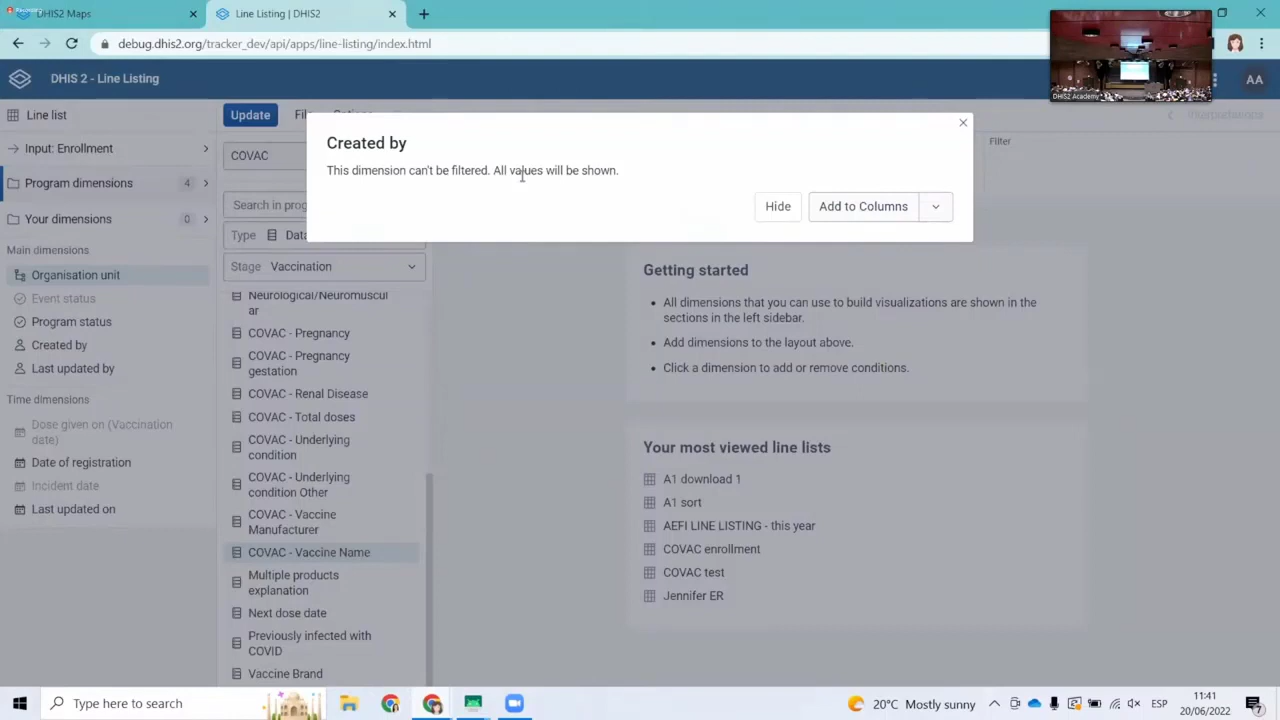 DHIS2 Maps
Line Listing | DHIS2
debug.dhis2.org/tracker_dev/api/apps/line-listing/index.html
DHIS 2 - Line Listing
AA
DHIS2 Academy
Line list
Update
Interpretations
Input: Enrollment
COVAC
Filter
Program dimensions
4
Your dimensions
0
Search in prog
Type
Data
Stage
Vaccination
Main dimensions
Organisation unit
Event status
Program status
Created by
Last updated by
Time dimensions
Dose given on (Vaccination
date)
Date of registration
Incident date
Last updated on
Neurological/Neuromuscul
ar
COVAC - Pregnancy
COVAC - Pregnancy
gestation
COVAC - Renal Disease
COVAC - Total doses
COVAC - Underlying
condition
COVAC - Underlying
condition Other
COVAC - Vaccine
Manufacturer
COVAC - Vaccine Name
Multiple products
explanation
Next dose date
Previously infected with
COVID
Vaccine Brand
Created by
This dimension can't be filtered. All values will be shown.
Hide
Add to Columns
Getting started
All dimensions that you can use to build visualizations are shown in the
sections in the left sidebar.
Add dimensions to the layout above.
Click a dimension to add or remove conditions.
Your most viewed line lists
A1 download 1
A1 sort
AEFI LINE LISTING - this year
COVAC enrollment
COVAC test
Jennifer ER
Type here to search
20°C Mostly sunny
ESP
11:41
20/06/2022
7